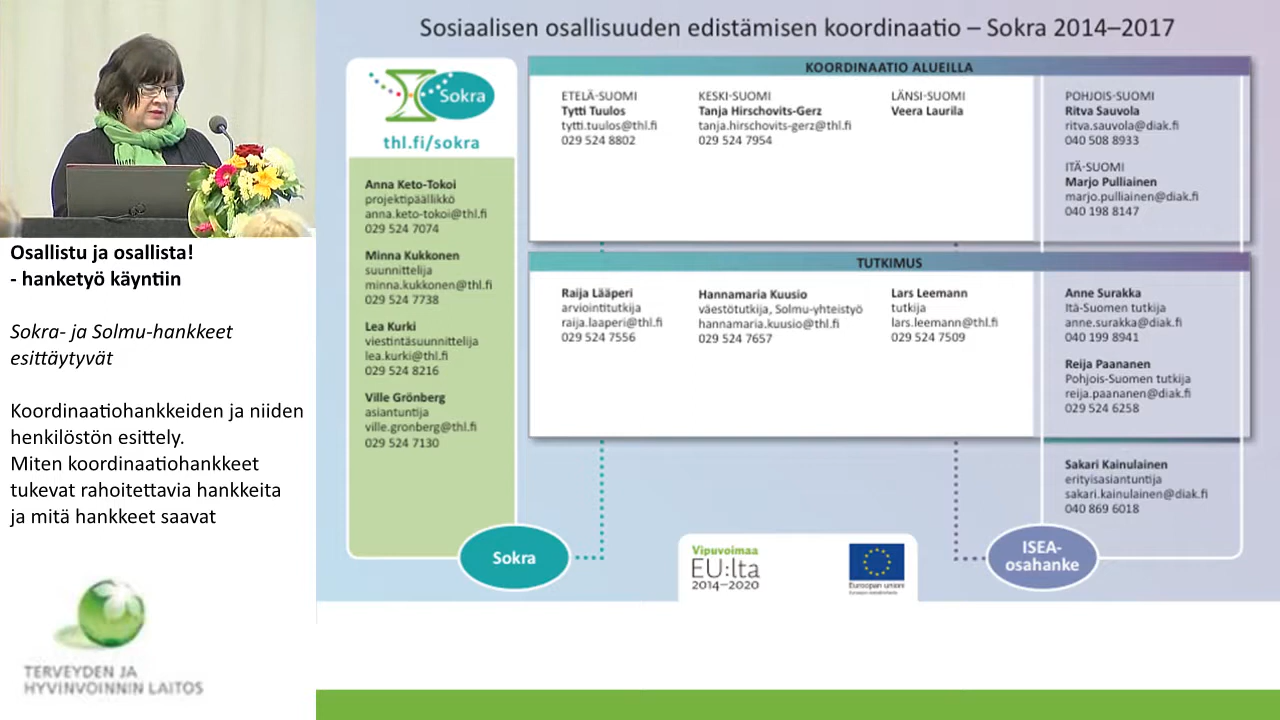 Sosiaalisen osallisuuden edistämisen koordinaatio – Sokra 2014–2017
Sokra
thl.fi/sokra
Anna Keto-Tokoi
projektipäällikkö
anna.keto-tokoi@thl.fi
029 524 7074
Minna Kukkonen
suunnittelija
minna.kukkonen@thl.fi
029 524 7738
Lea Kurki
viestintäsuunnittelija
lea.kurki@thl.fi
029 524 8216
Ville Grönberg
asiantuntija
ville.gronberg@thl.fi
029 524 7130
KOORDINAATIO ALUEILLA
ETELÄ-SUOMI
Tytti Tuulos
tytti.tuulos@thl.fi
029 524 8802
KESKI-SUOMI
Tanja Hirschovits-Gerz
tanja.hirschovits-gerz@thl.fi
029 524 7954
LÄNSI-SUOMI
Veera Laurila
POHJOIS-SUOMI
Ritva Sauvola
ritva.sauvola@diak.fi
040 508 8933
ITÄ-SUOMI
Marjo Pulliainen
marjo.pulliainen@diak.fi
040 198 8147
TUTKIMUS
Raija Lääperi
arviointitutkija
raija.laaperi@thl.fi
029 524 7556
Hannamaria Kuusio
väestötutkija, Solmu-yhteistyö
hannamaria.kuusio@thl.fi
029 524 7657
Lars Leemann
tutkija
lars.leemann@thl.fi
029 524 7509
Anne Surakka
Itä-Suomen tutkija
anne.surakka@diak.fi
040 199 8941
Reija Paananen
Pohjois-Suomen tutkija
reija.paananen@diak.fi
029 524 6258
Sakari Kainulainen
erityisasiantuntija
sakari.kainulainen@diak.fi
040 869 6018
Sokra
ISEA-
osahanke
Vipuvoimaa
EU:lta
2014–2020
Euroopan unioni
Osallistu ja osallista!
- hanketyö käyntiin
Sokra- ja Solmu-hankkeet
esittäytyvät
Koordinaatiohankkeiden ja niiden
henkilöstön esittely.
Miten koordinaatiohankkeet
tukevat rahoitettavia hankkeita
ja mitä hankkeet saavat
TERVEYDEN JA
HYVINVOINNIN LAITOS